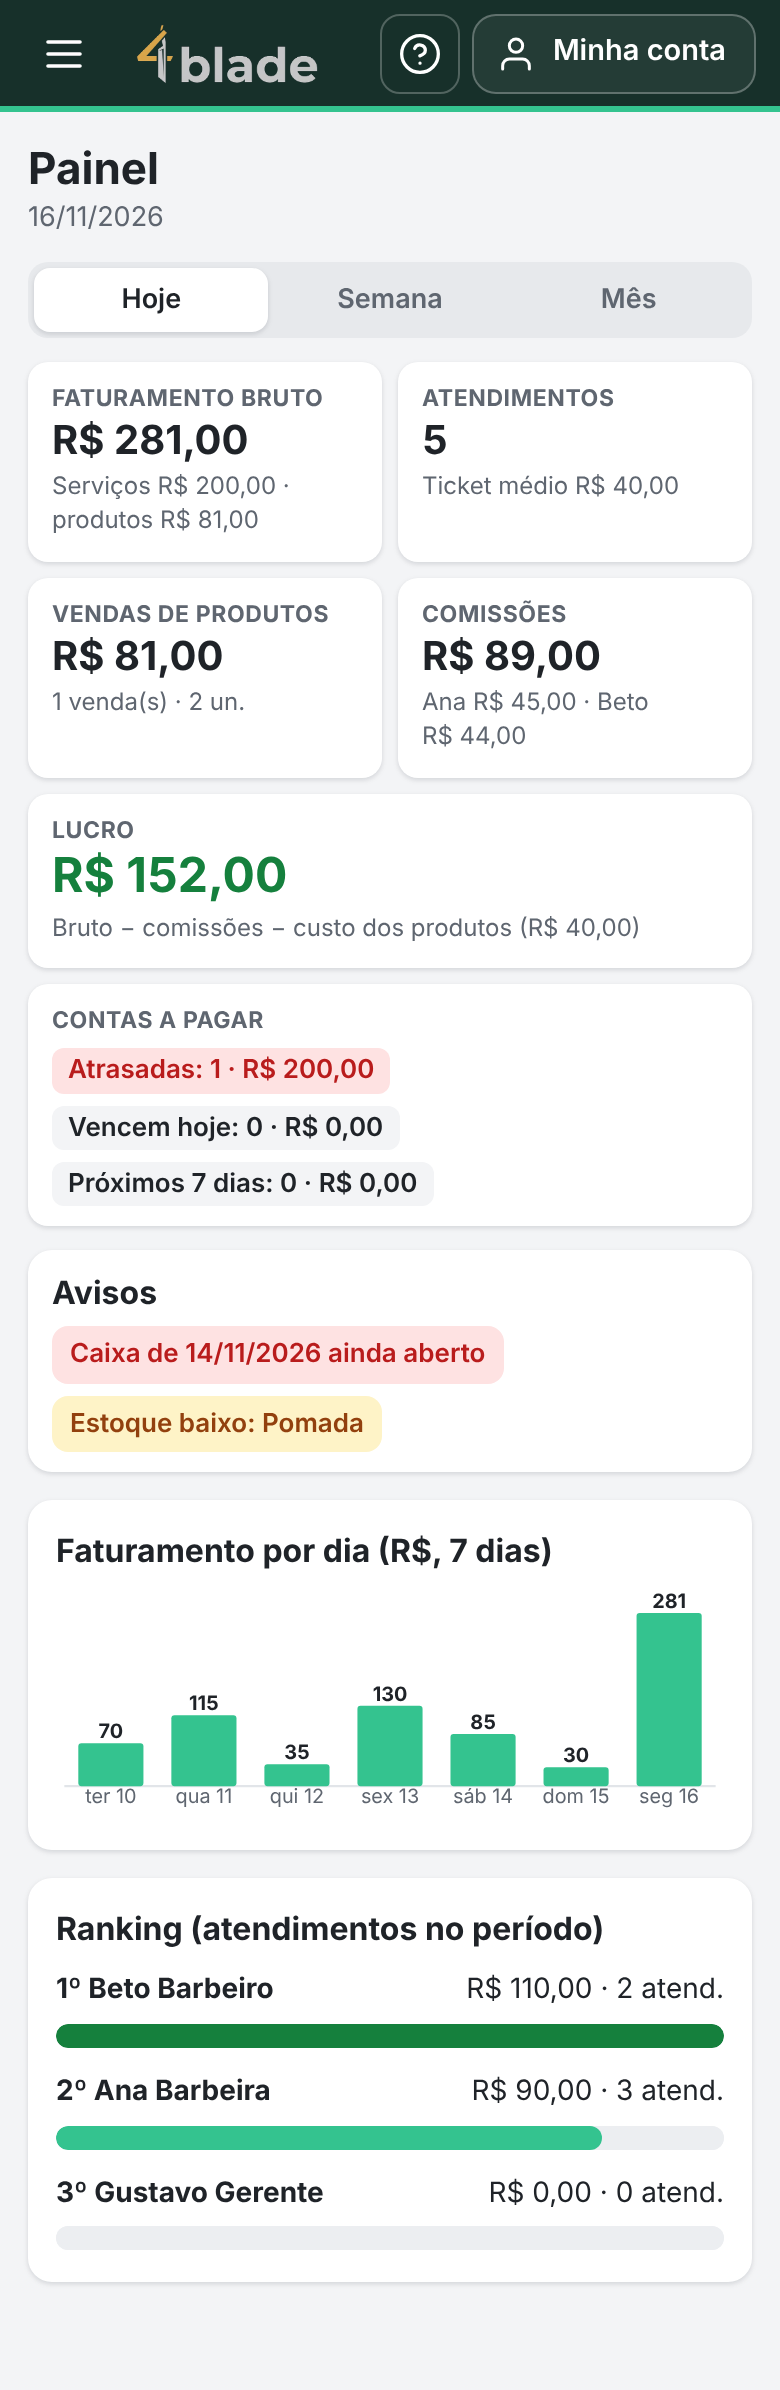 4blade
Minha conta
Painel
16/11/2026
Hoje
Semana
Mês
FATURAMENTO BRUTO
R$ 281,00
Serviços R$ 200,00 ·
produtos R$ 81,00
ATENDIMENTOS
5
Ticket médio R$ 40,00
VENDAS DE PRODUTOS
R$ 81,00
1 venda(s) · 2 un.
COMISSÕES
R$ 89,00
Ana R$ 45,00 · Beto
R$ 44,00
LUCRO
R$ 152,00
Bruto − comissões − custo dos produtos (R$ 40,00)
CONTAS A PAGAR
Atrasadas: 1 · R$ 200,00
Vencem hoje: 0 · R$ 0,00
Próximos 7 dias: 0 · R$ 0,00
Avisos
Caixa de 14/11/2026 ainda aberto
Estoque baixo: Pomada
Faturamento por dia (R$, 7 dias)
70
115
35
130
85
30
281
ter 10
qua 11
qui 12
sex 13
sáb 14
dom 15
seg 16
Ranking (atendimentos no período)
1º Beto Barbeiro
R$ 110,00 · 2 atend.
2º Ana Barbeira
R$ 90,00 · 3 atend.
3º Gustavo Gerente
R$ 0,00 · 0 atend.